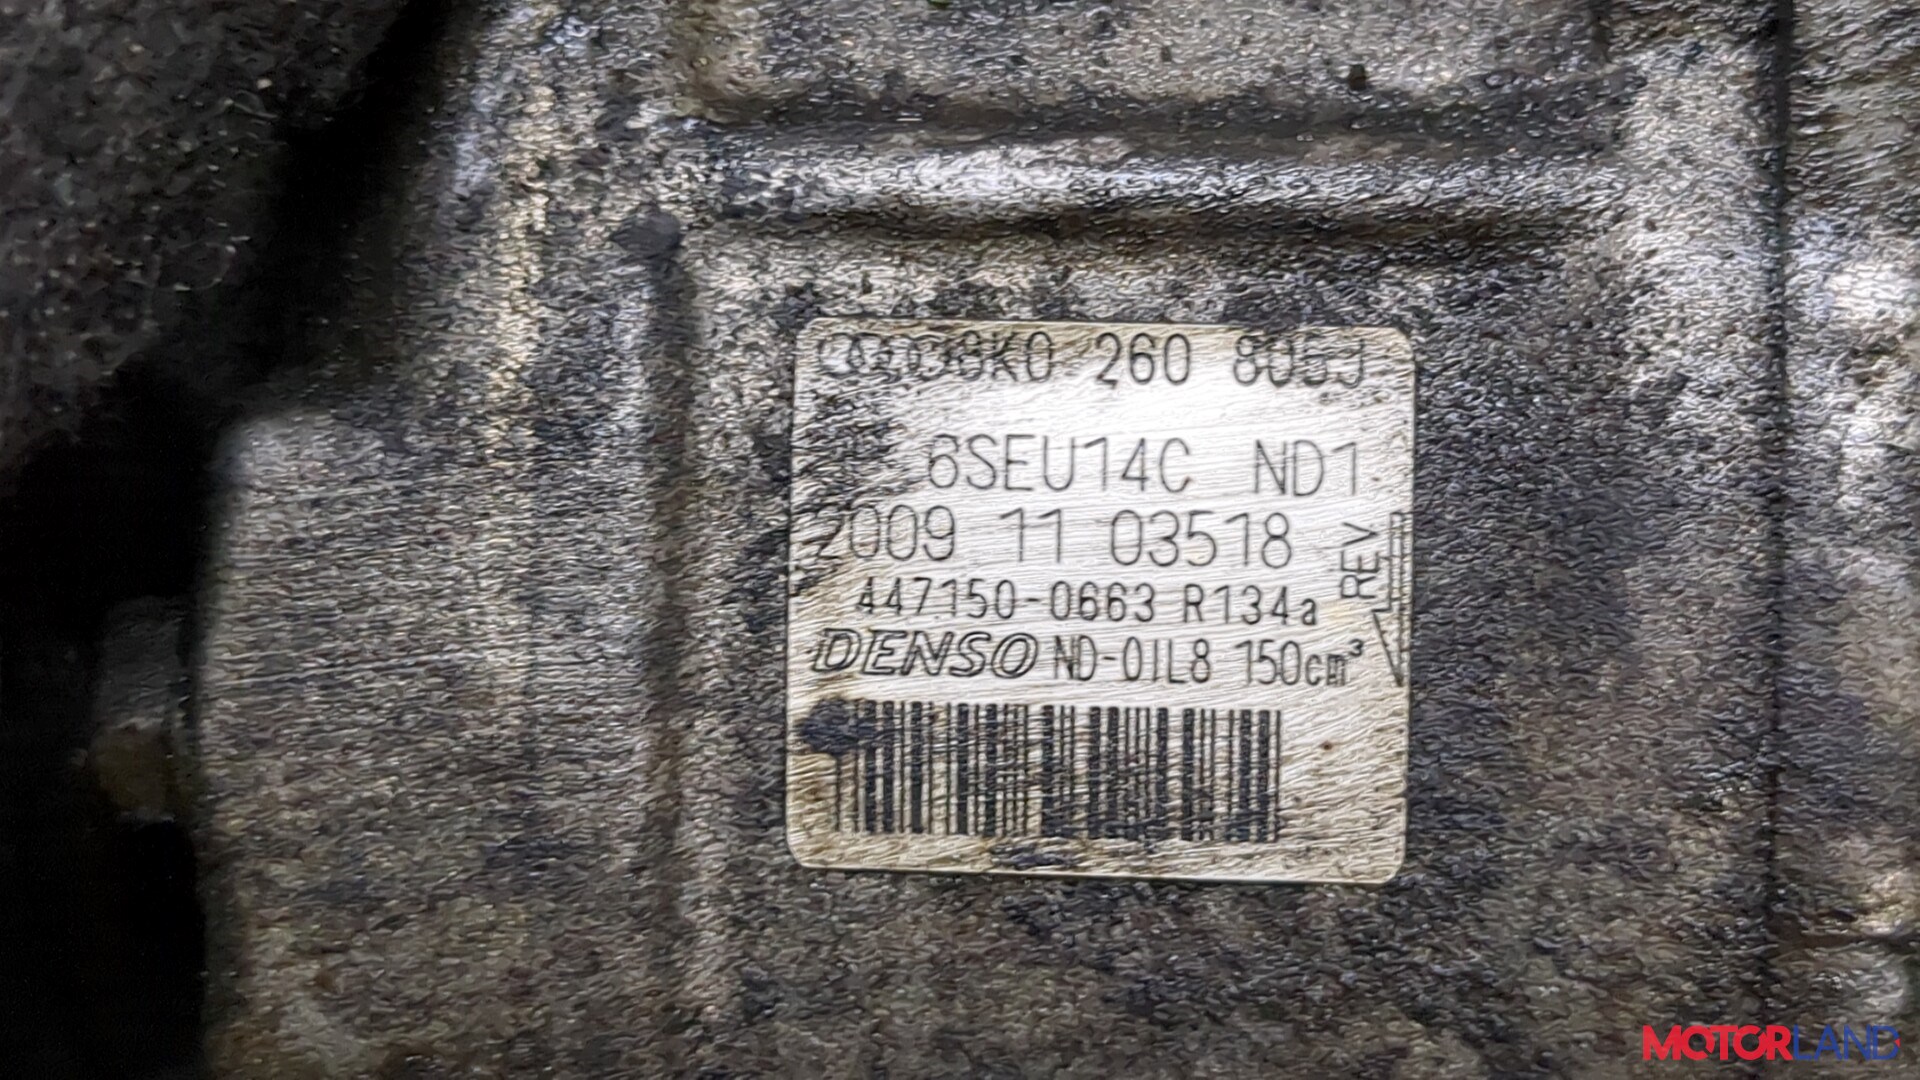 8K0 260 805J
6SEU14C ND1
2009 11 03518
REV
447150-0663 R134a
DENSO ND-OIL8 150cm³
MOTORLAND